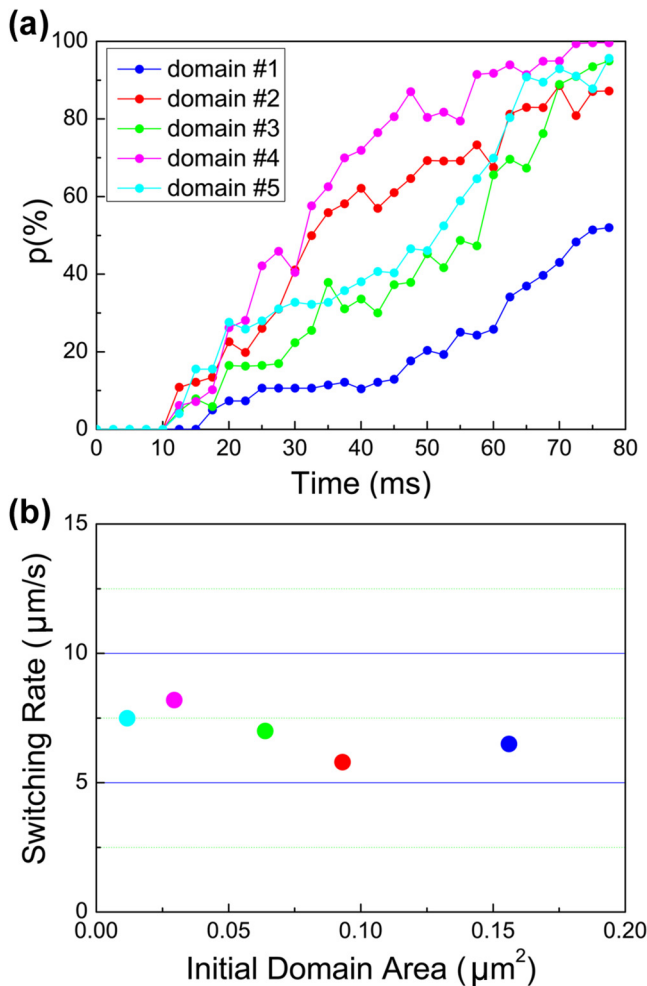 (a)
100
80
60
40
20
0
p(%)
domain #1
domain #2
domain #3
domain #4
domain #5
0 10 20 30 40 50 60 70 80
Time (ms)
(b)
15
10
5
0
Switching Rate (μm/s)
0.00 0.05 0.10 0.15 0.20
Initial Domain Area (μm²)